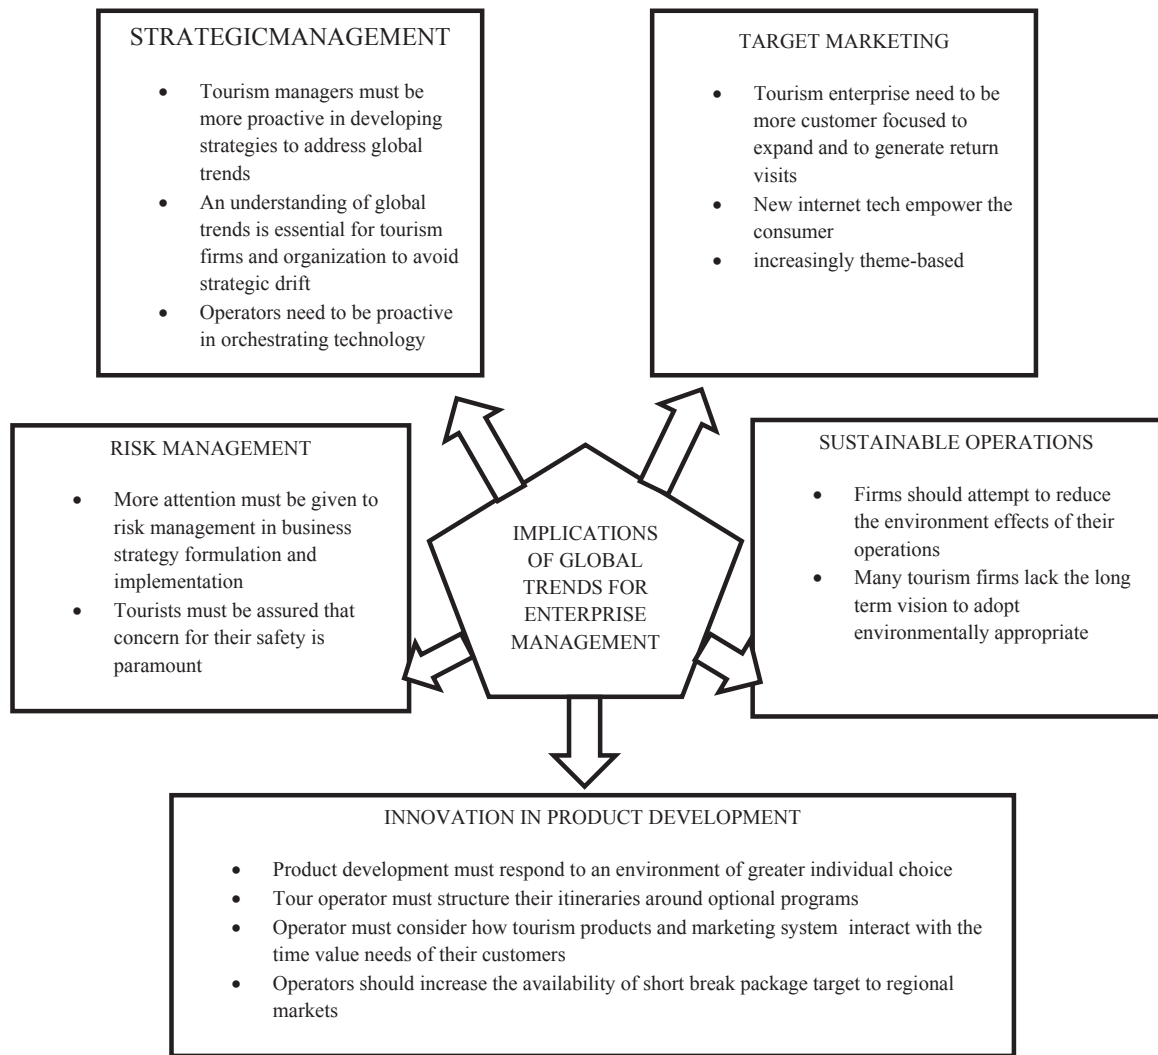 STRATEGICMANAGEMENT
• Tourism managers must be
more proactive in developing
strategies to address global
trends
• An understanding of global
trends is essential for tourism
firms and organization to avoid
strategic drift
• Operators need to be proactive
in orchestrating technology
TARGET MARKETING
• Tourism enterprise need to be
more customer focused to
expand and to generate return
visits
• New internet tech empower the
consumer
• increasingly theme-based
RISK MANAGEMENT
• More attention must be given to
risk management in business
strategy formulation and
implementation
• Tourists must be assured that
concern for their safety is
paramount
IMPLICATIONS
OF GLOBAL
TRENDS FOR
ENTERPRISE
MANAGEMENT
SUSTAINABLE OPERATIONS
• Firms should attempt to reduce
the environment effects of their
operations
• Many tourism firms lack the long
term vision to adopt
environmentally appropriate
INNOVATION IN PRODUCT DEVELOPMENT
• Product development must respond to an environment of greater individual choice
• Tour operator must structure their itineraries around optional programs
• Operator must consider how tourism products and marketing system interact with the
time value needs of their customers
• Operators should increase the availability of short break package target to regional
markets